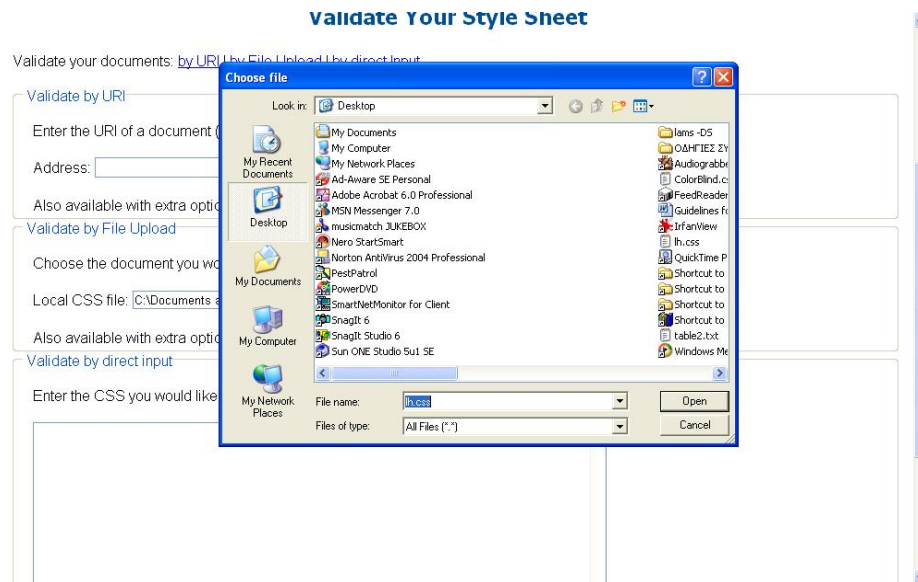 Validate Your Style Sheet
Validate your documents: by URI by File Upload | by direct Input
Choose file
Validate by URI
Look in: Desktop
Enter the URI of a document (
Address:
Also available with extra optic
Validate by File Upload
Choose the document you wo
Local CSS file: C:\Documents a
Also available with extra optic
Validate by direct input
Enter the CSS you would like
My Recent
Documents
Desktop
My Documents
My Computer
My Network
Places
My Documents
My Computer
My Network Places
Ad-Aware SE Personal
Adobe Acrobat 6.0 Professional
MSN Messenger 7.0
musicmatch JUKEBOX
Nero StartSmart
Norton AntiVirus 2004 Professional
PestPatrol
PowerDVD
SmartNetMonitor for Client
SnagIt 6
SnagIt Studio 6
Sun ONE Studio 5u1 SE
lams -DS
ΟΔΗΓΙΕΣ ΣΥ
Audiograbbe
ColorBlind.c
FeedReader
Guidelines fo
IrfanView
lh.css
QuickTime P
Shortcut to
Shortcut to
Shortcut to
Shortcut to
table2.txt
Windows Me
File name: lh.css
Open
Files of type: All Files (*.*)
Cancel